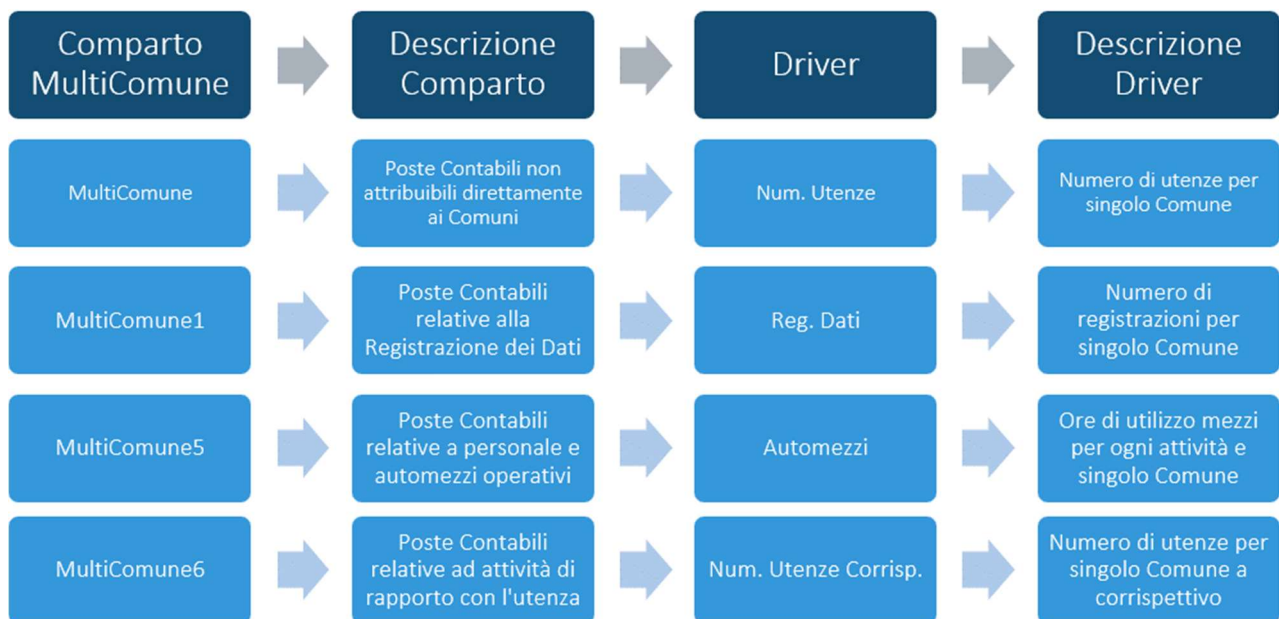 Comparto
MultiComune
Descrizione
Comparto
Driver
Descrizione
Driver
MultiComune
Poste Contabili non
attribuibili direttamente
ai Comuni
Num. Utenze
Numero di utenze per
singolo Comune
MultiComune1
Poste Contabili
relative alla
Registrazione dei Dati
Reg. Dati
Numero di
registrazioni per
singolo Comune
MultiComune5
Poste Contabili
relative a personale e
automezzi operativi
Automezzi
Ore di utilizzo mezzi
per ogni attività e
singolo Comune
MultiComune6
Poste Contabili
relative ad attività di
rapporto con l'utenza
Num. Utenze Corrisp.
Numero di utenze per
singolo Comune a
corrispettivo